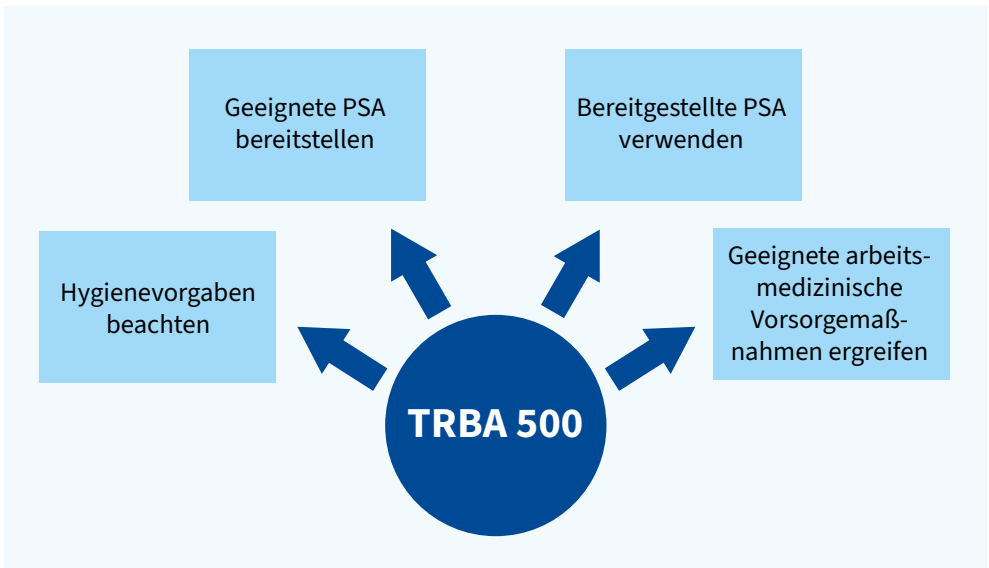 Geeignete PSA
bereitstellen
Bereitgestellte PSA
verwenden
Hygienevorgaben
beachten
Geeignete arbeits-
medizinische
Vorsorgemaß-
nahmen ergreifen
TRBA 500